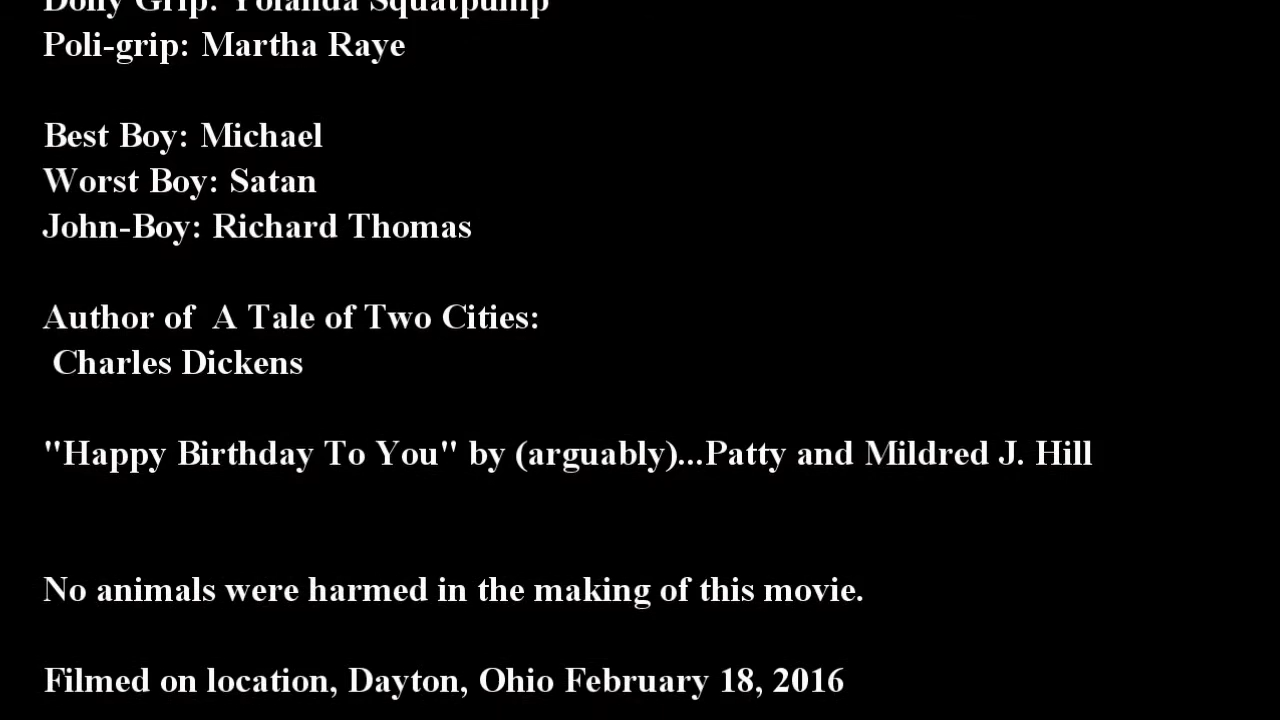 Dolly Grip: Yolanda Squatpump
Poli-grip: Martha Raye
Best Boy: Michael
Worst Boy: Satan
John-Boy: Richard Thomas
Author of  A Tale of Two Cities:
Charles Dickens
"Happy Birthday To You" by (arguably)...Patty and Mildred J. Hill
No animals were harmed in the making of this movie.
Filmed on location, Dayton, Ohio February 18, 2016